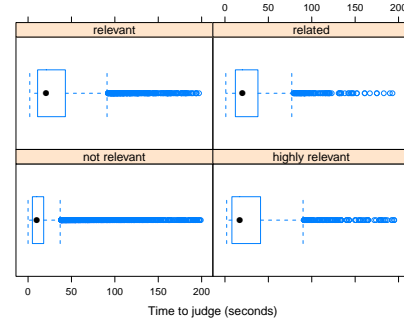 0 50 100 150 200
relevant related
not relevant highly relevant
0 50 100 150 200
Time to judge (seconds)